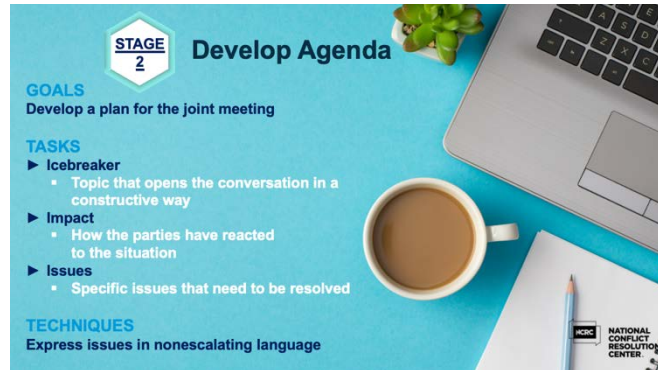 STAGE
2
Develop Agenda
GOALS
Develop a plan for the joint meeting
TASKS
► Icebreaker
▪ Topic that opens the conversation in a
constructive way
► Impact
▪ How the parties have reacted
to the situation
► Issues
▪ Specific issues that need to be resolved
TECHNIQUES
Express issues in nonescalating language
NCRC
NATIONAL
CONFLICT
RESOLUTION
CENTER.